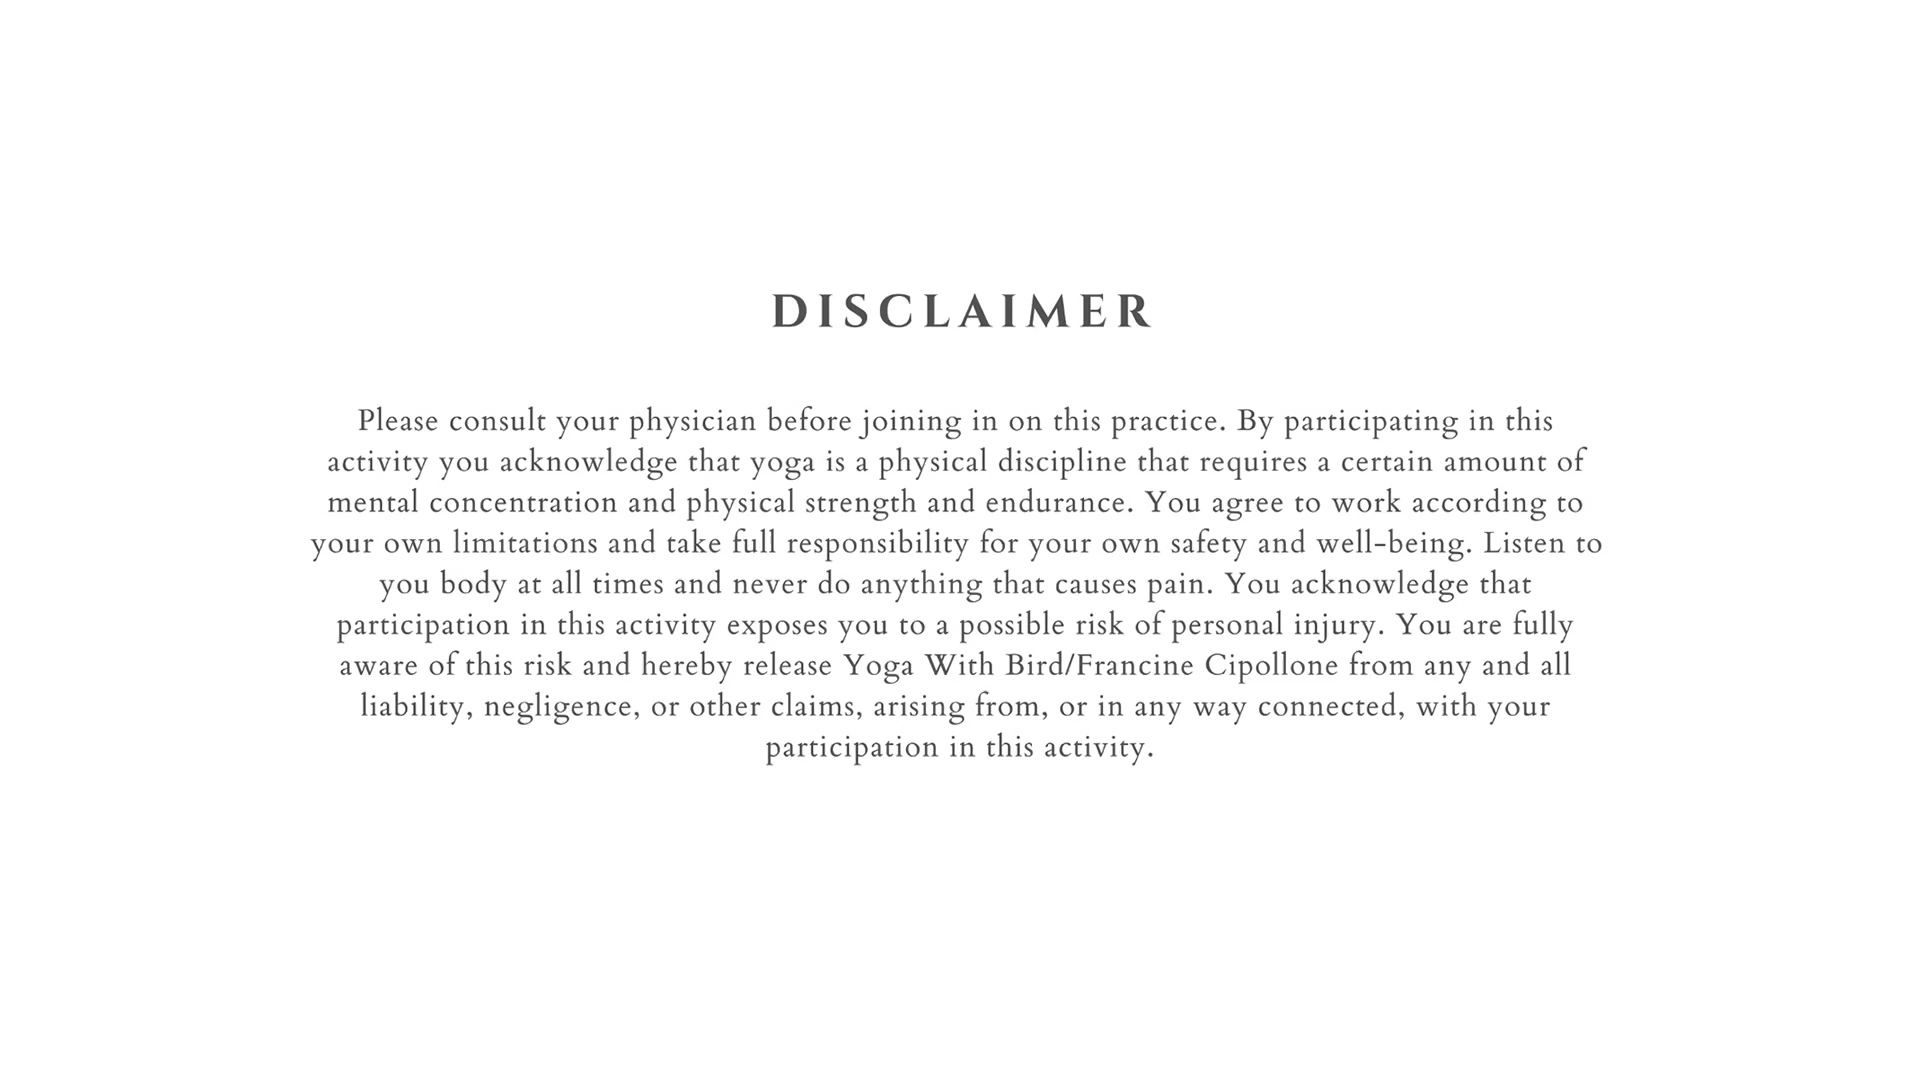 DISCLAIMER
Please consult your physician before joining in on this practice. By participating in this
activity you acknowledge that yoga is a physical discipline that requires a certain amount of
mental concentration and physical strength and endurance. You agree to work according to
your own limitations and take full responsibility for your own safety and well-being. Listen to
you body at all times and never do anything that causes pain. You acknowledge that
participation in this activity exposes you to a possible risk of personal injury. You are fully
aware of this risk and hereby release Yoga With Bird/Francine Cipollone from any and all
liability, negligence, or other claims, arising from, or in any way connected, with your
participation in this activity.